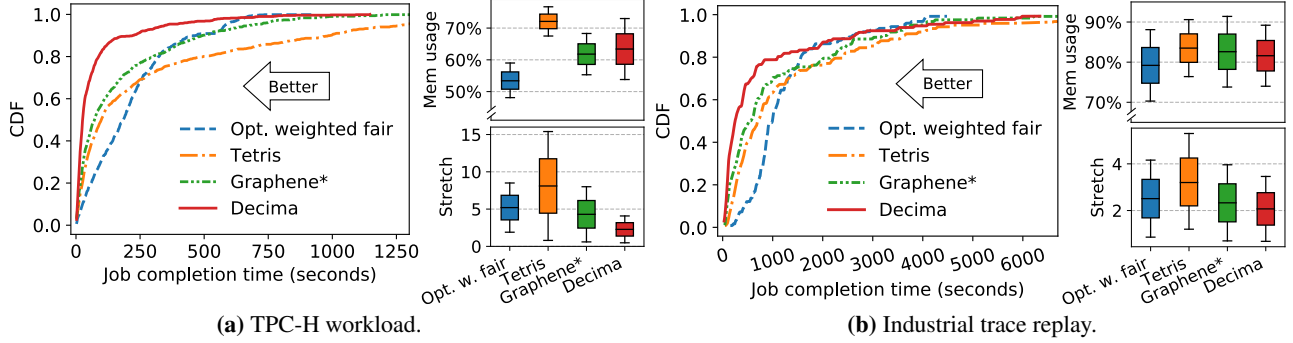 CDF
1.0
0.8
0.6
0.4
0.2
0.0
Better
Opt. weighted fair
Tetris
Graphene*
Decima
0 250 500 750 1000 1250
Job completion time (seconds)
Mem usage
70%
60%
50%
Stretch
15
10
5
0
Opt. w. fair
Tetris
Graphene*
Decima
(a) TPC-H workload.
CDF
1.0
0.8
0.6
0.4
0.2
0.0
Better
Opt. weighted fair
Tetris
Graphene*
Decima
0 1000 2000 3000 4000 5000 6000
Job completion time (seconds)
Mem usage
90%
80%
70%
Stretch
4
2
Opt. w. fair
Tetris
Graphene*
Decima
(b) Industrial trace replay.